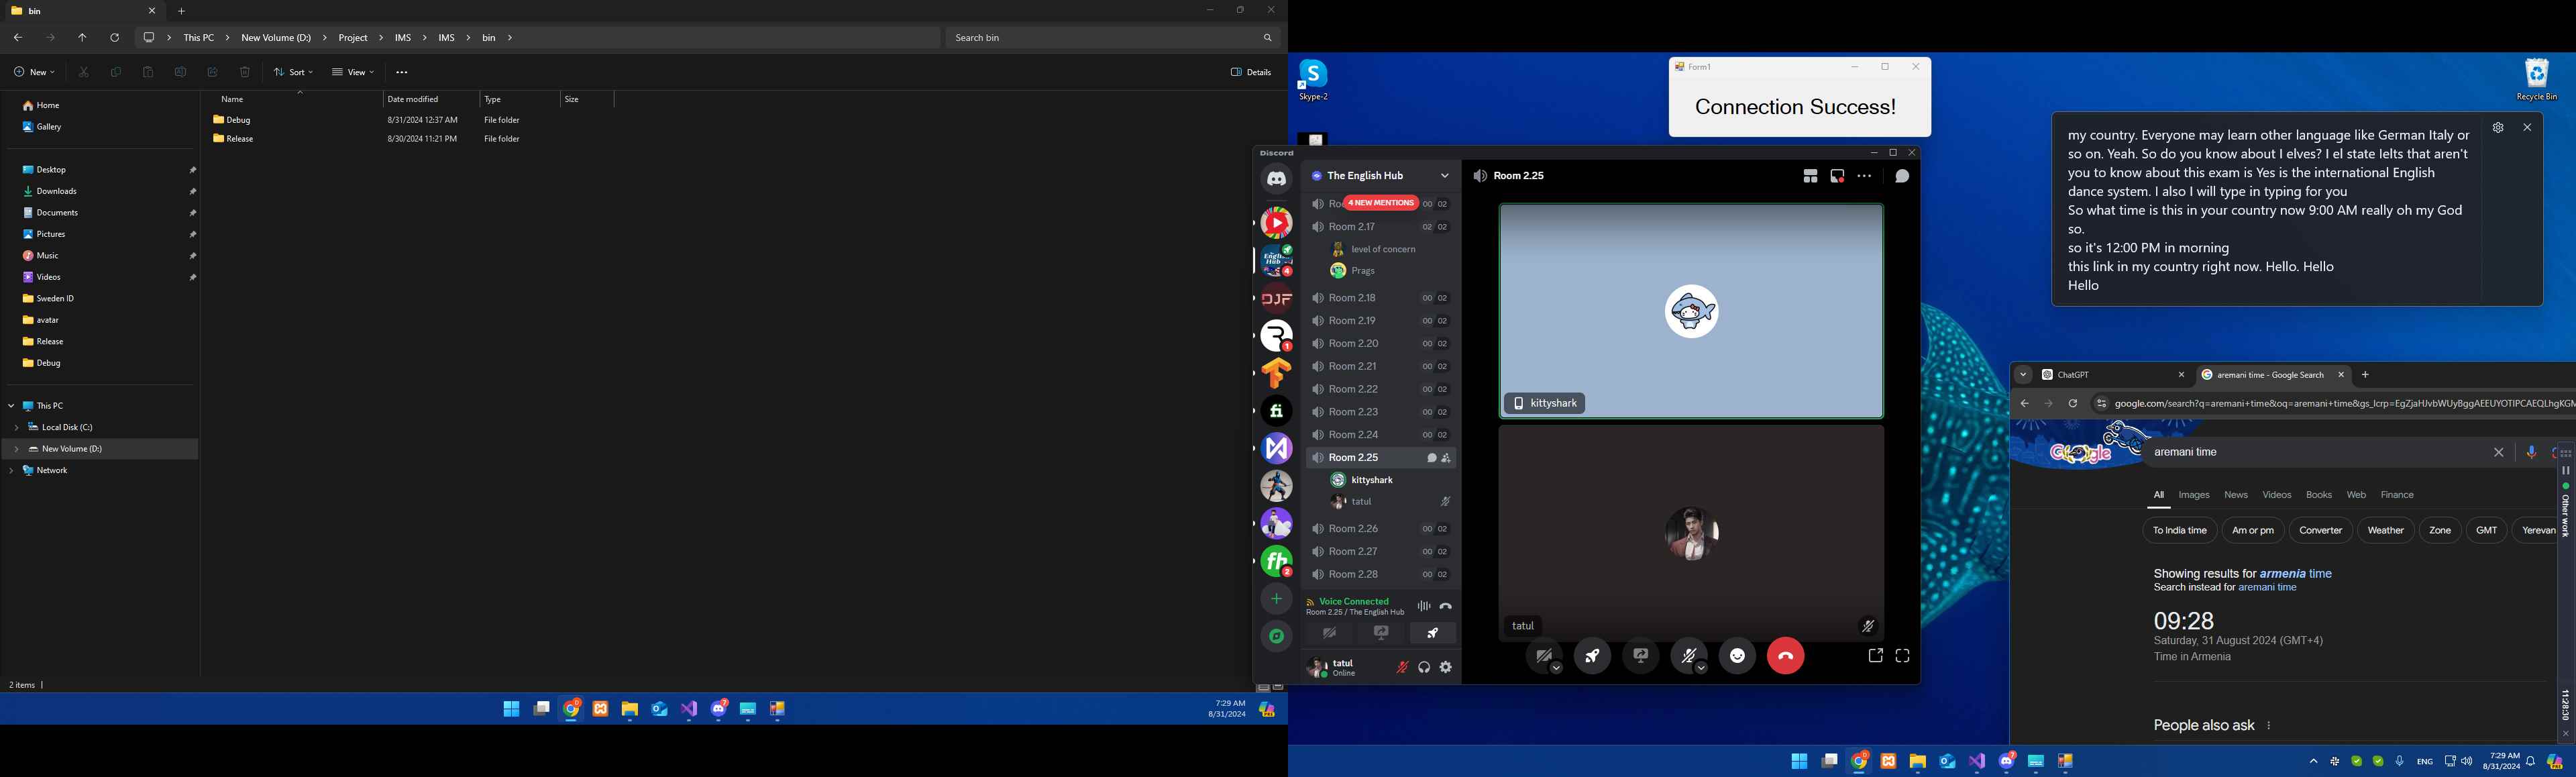 bin
This PC > New Volume (D:) > Project > IMS > IMS > bin >
Search bin
New
Sort
View
Details
Name
Date modified
Type
Size
Debug
8/31/2024 12:37 AM
File folder
Release
8/30/2024 11:21 PM
File folder
Home
Gallery
Desktop
Downloads
Documents
Pictures
Music
Videos
Sweden ID
avatar
Release
Debug
This PC
Local Disk (C:)
New Volume (D:)
Network
2 items
7:29 AM
8/31/2024
Skype-2
Form1
Connection Success!
Recycle Bin
Discord
The English Hub
4 NEW MENTIONS
00 02
Room 2.17
02 02
level of concern
Prags
Room 2.18
00 02
Room 2.19
00 02
Room 2.20
00 02
Room 2.21
00 02
Room 2.22
00 02
Room 2.23
00 02
Room 2.24
00 02
Room 2.25
kittyshark
tatul
Room 2.26
00 02
Room 2.27
00 02
Room 2.28
00 02
Voice Connected
Room 2.25 / The English Hub
tatul
Online
Room 2.25
kittyshark
tatul
my country. Everyone may learn other language like German Italy or
so on. Yeah. So do you know about I elves? I el state Ielts that aren't
you to know about this exam is Yes is the international English
dance system. I also I will type in typing for you
So what time is this in your country now 9:00 AM really oh my God
so.
so it's 12:00 PM in morning
this link in my country right now. Hello. Hello
Hello
ChatGPT
aremani time - Google Search
google.com/search?q=aremani+time&oq=aremani+time&gs_lcrp=EgZjaHJvbWUyBggAEEUYOTIPCAEQLhgKGM
aremani time
All
Images
News
Videos
Books
Web
Finance
To India time
Am or pm
Converter
Weather
Zone
GMT
Yerevan
Showing results for armenia time
Search instead for aremani time
09:28
Saturday, 31 August 2024 (GMT+4)
Time in Armenia
People also ask
Other work
11:28:30
ENG
7:29 AM
8/31/2024